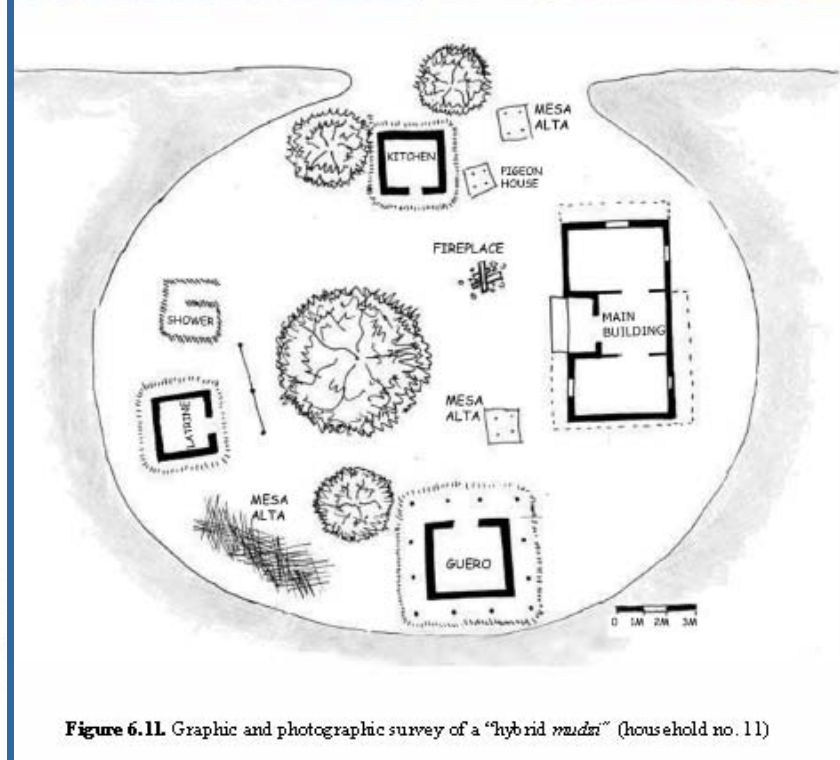 MESA
ALTA
KITCHEN
PIGEON
HOUSE
FIREPLACE
SHOWER
MAIN
BUILDING
MESA
ALTA
LATRINE
MESA
ALTA
GUERO
0 1M 2M 3M
Figure 6.11. Graphic and photographic survey of a “hybrid mudzi” (household no. 11)